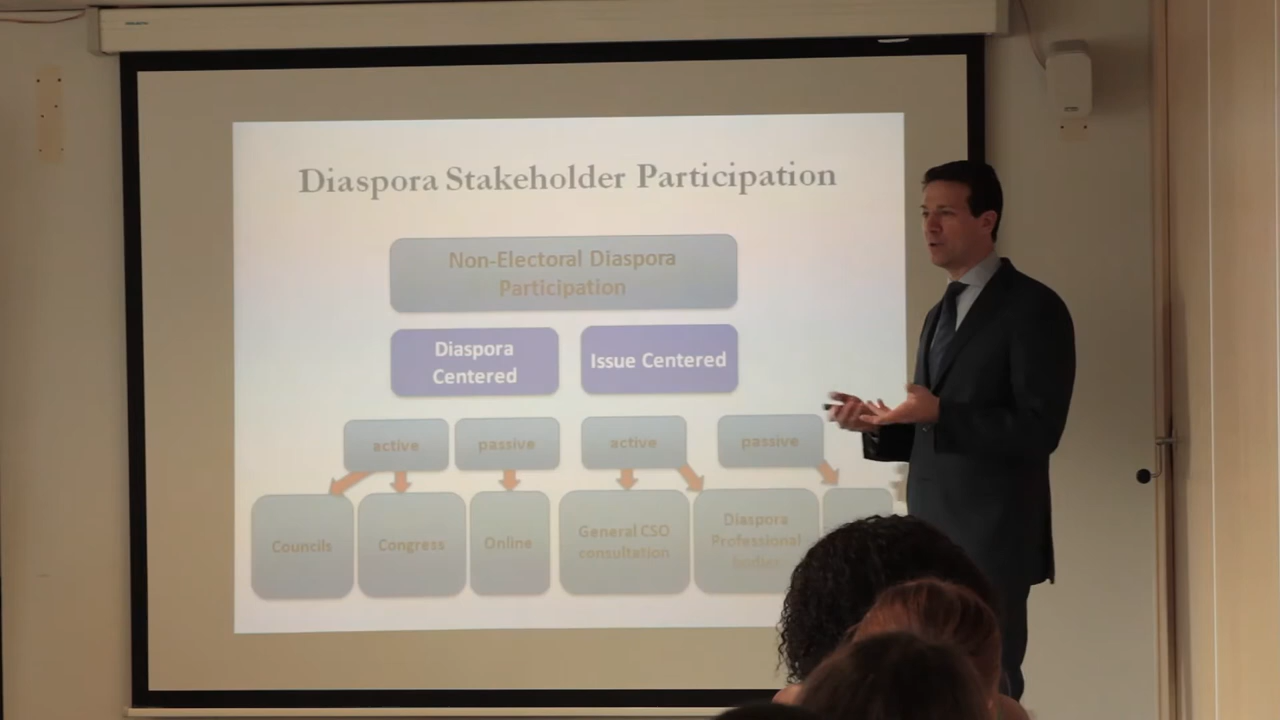 Diaspora Stakeholder Participation
Non-Electoral Diaspora
Participation
Diaspora
Centered
Issue Centered
active
passive
active
passive
Councils
Congress
Online
General CSO
consultation
Diaspora
Professional